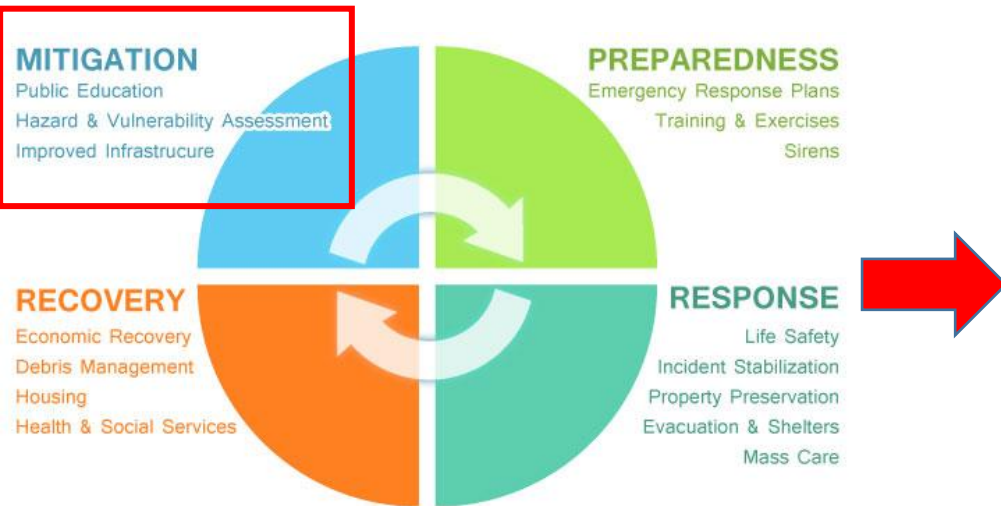 MITIGATION
Public Education
Hazard & Vulnerability Assessment
Improved Infrastrucure
PREPAREDNESS
Emergency Response Plans
Training & Exercises
Sirens
RECOVERY
Economic Recovery
Debris Management
Housing
Health & Social Services
RESPONSE
Life Safety
Incident Stabilization
Property Preservation
Evacuation & Shelters
Mass Care